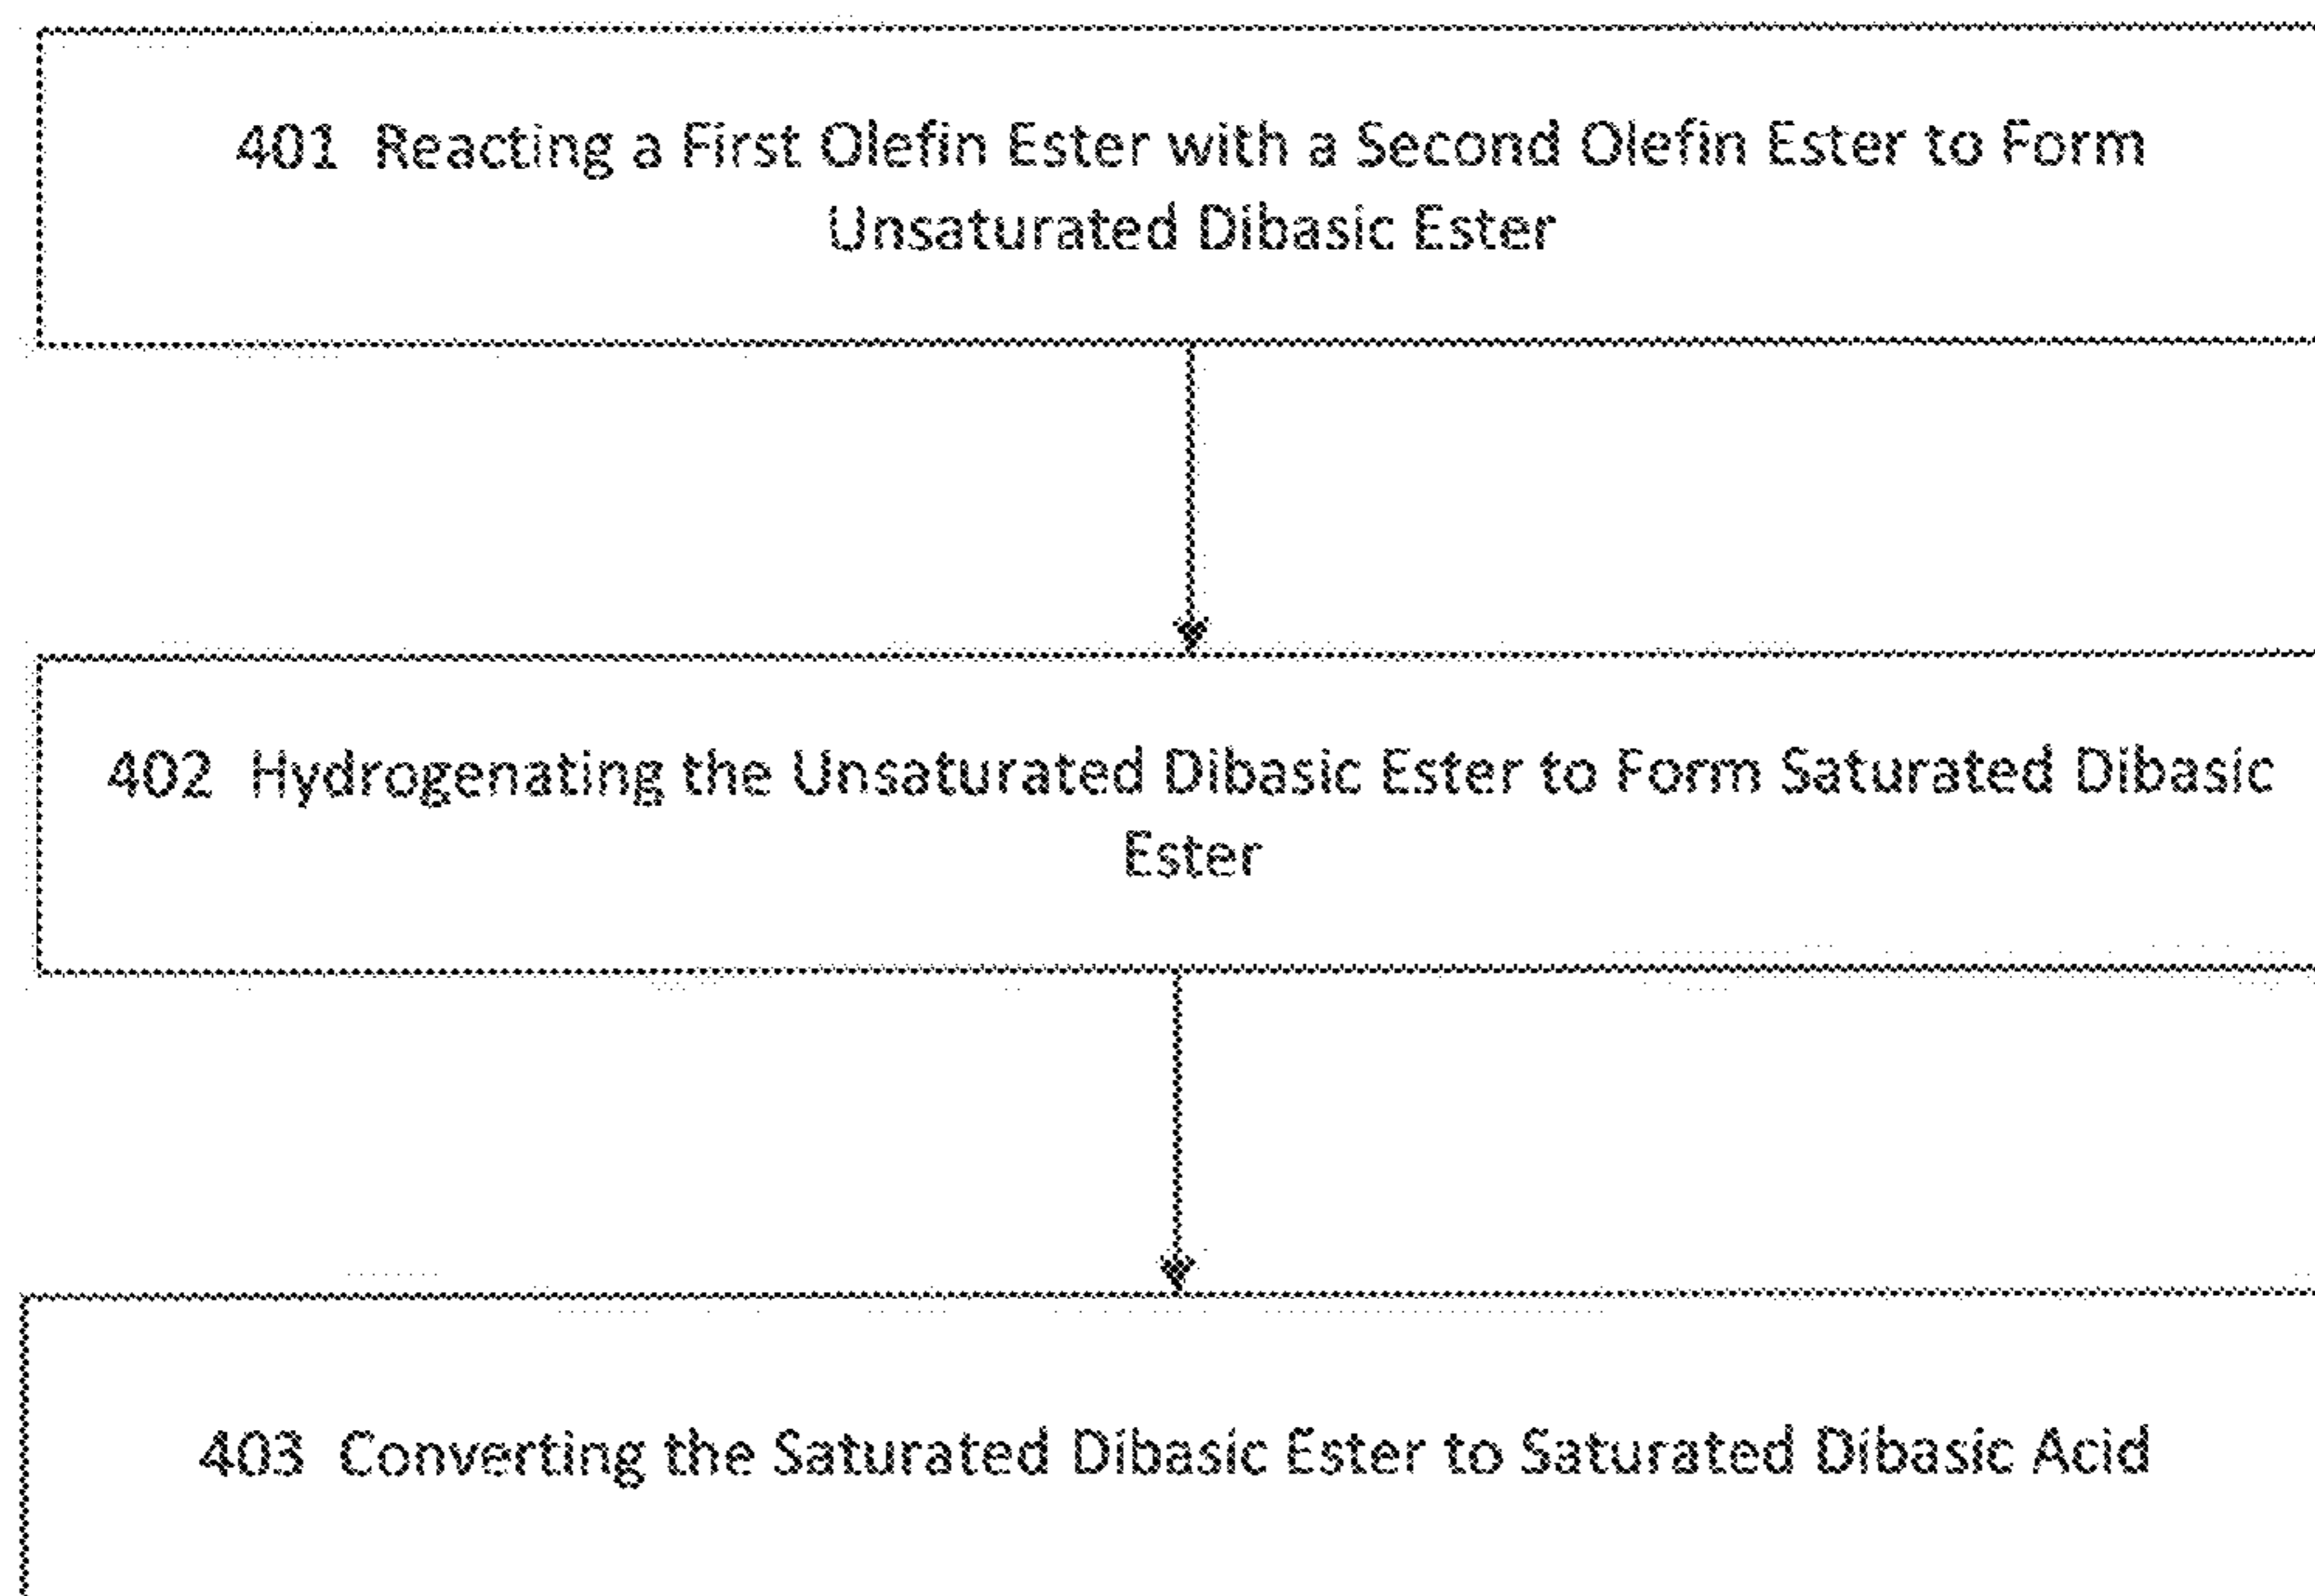 401 Reacting a First Olefin Ester with a Second Olefin Ester to Form
Unsaturated Dibasic Ester
402 Hydrogenating the Unsaturated Dibasic Ester to Form Saturated Dibasic
Ester
403 Converting the Saturated Dibasic Ester to Saturated Dibasic Acid